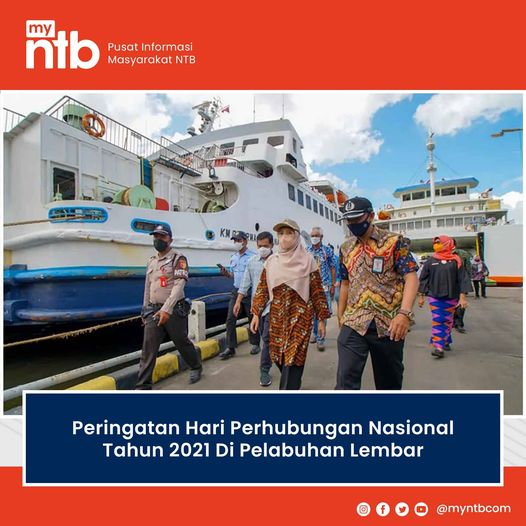 my
ntb
Pusat Informasi
Masyarakat NTB
Peringatan Hari Perhubungan Nasional
Tahun 2021 Di Pelabuhan Lembar
@myntbcom